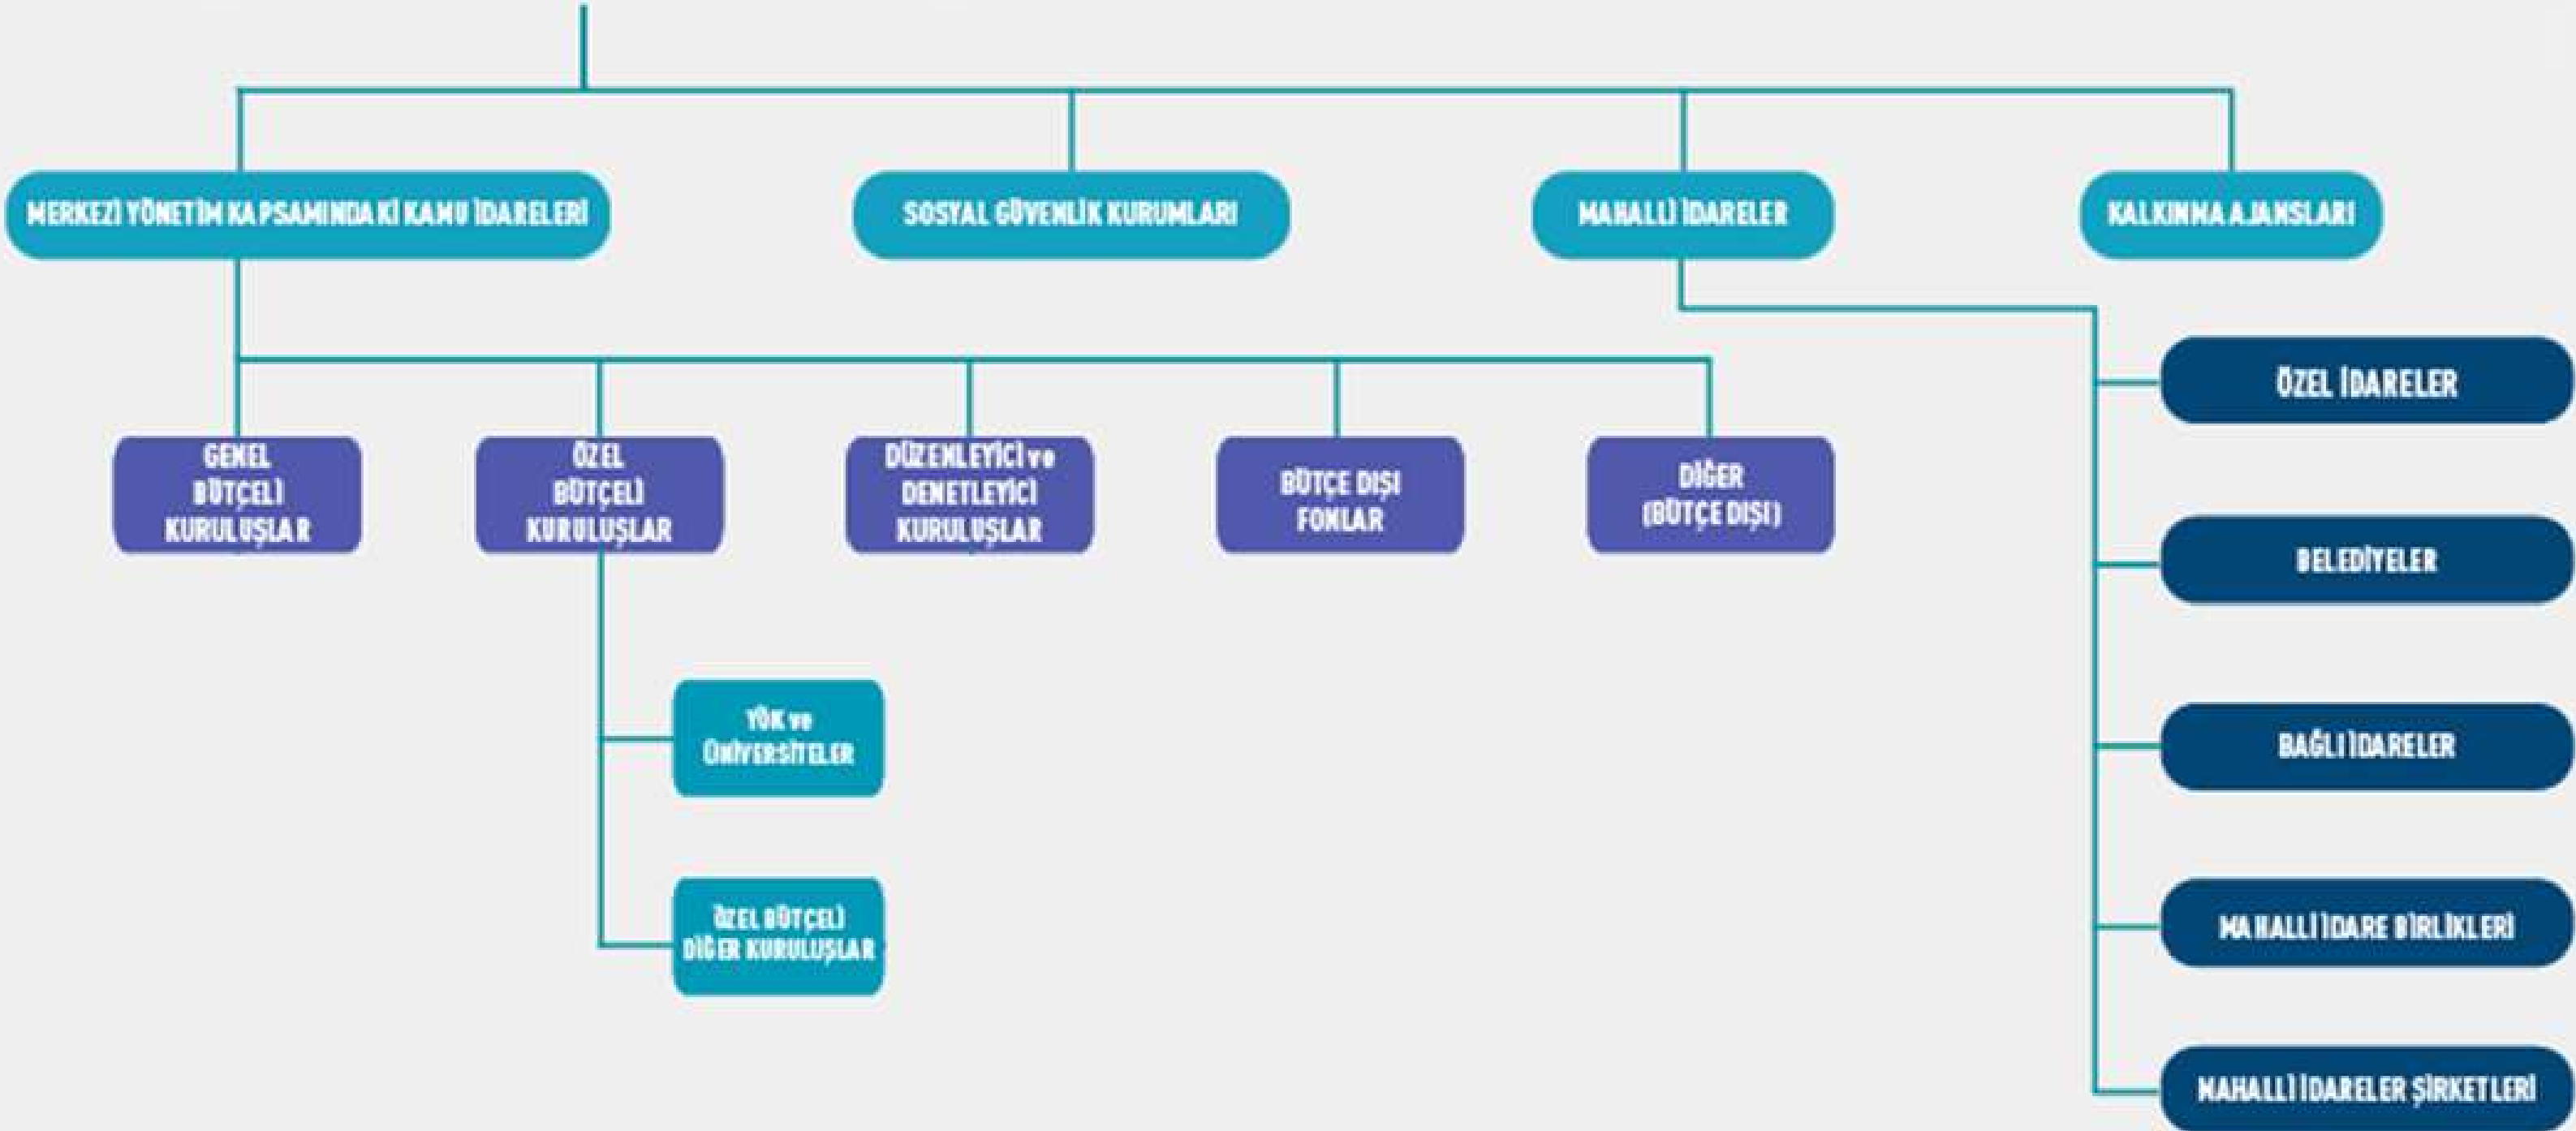 MERKEZİ YÖNETİM KAPSAMINDAKİ KAMU İDARELERİ
SOSYAL GÜVENLİK KURUMLARI
MAHALLİ İDARELER
KALKINMA AJANSLARI
GENEL
BÜTÇELİ
KURULUŞLAR
ÖZEL
BÜTÇELİ
KURULUŞLAR
DÜZENLEYİCİ ve
DENETLEYİCİ
KURULUŞLAR
BÜTÇE DIŞI
FONLAR
DİĞER
(BÜTÇE DIŞI)
YÖK ve
ÜNİVERSİTELER
ÖZEL BÜTÇELİ
DİĞER KURULUŞLAR
ÖZEL İDARELER
BELEDİYELER
BAĞLI İDARELER
MAHALLİ İDARE BİRLİKLERİ
MAHALLİ İDARELER ŞİRKETLERİ